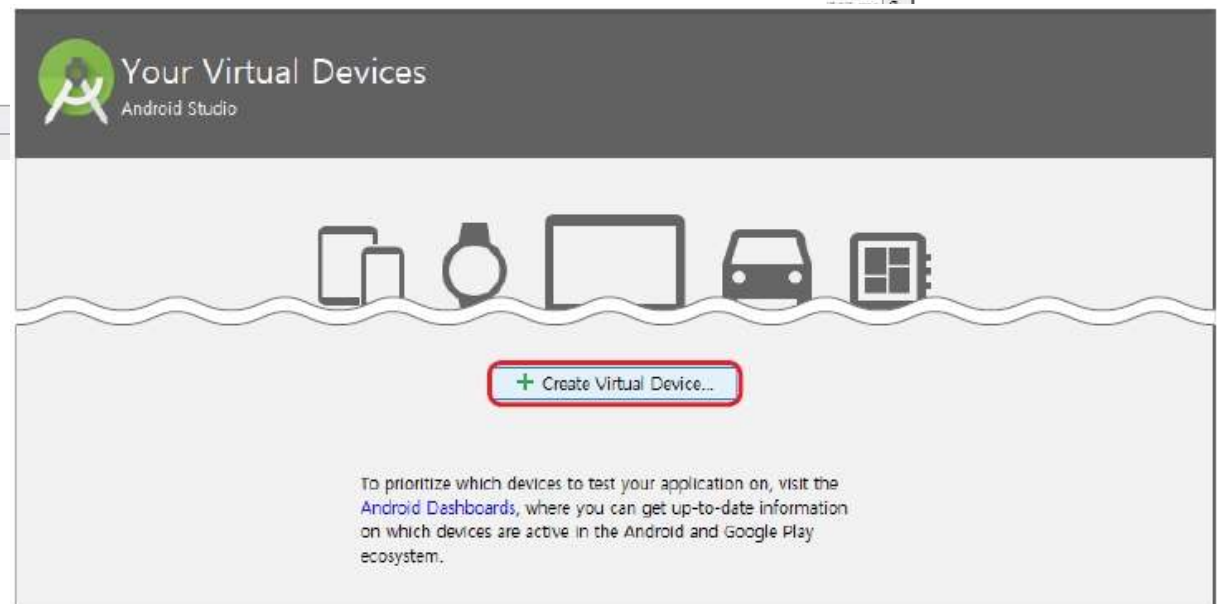 Your Virtual Devices
Android Studio
+ Create Virtual Device...
To prioritize which devices to test your application on, visit the
Android Dashboards, where you can get up-to-date information
on which devices are active in the Android and Google Play
ecosystem.